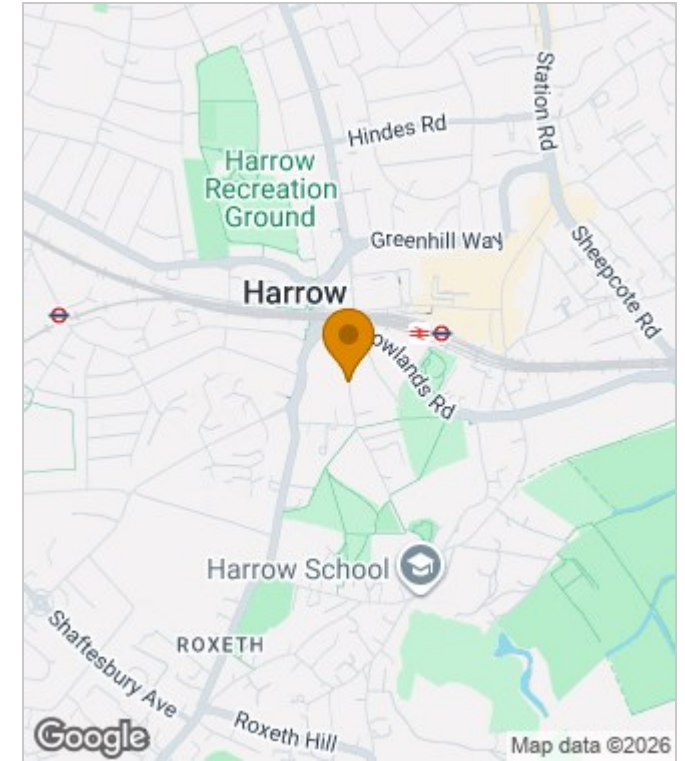 Station Rd
Hindes Rd
Harrow
Recreation
Ground
Greenhill Way
Sheepcote Rd
Harrow
owlands Rd
Harrow School
ROXETH
Shaftesbury Ave
Roxeth Hill
Google
Map data ©2026